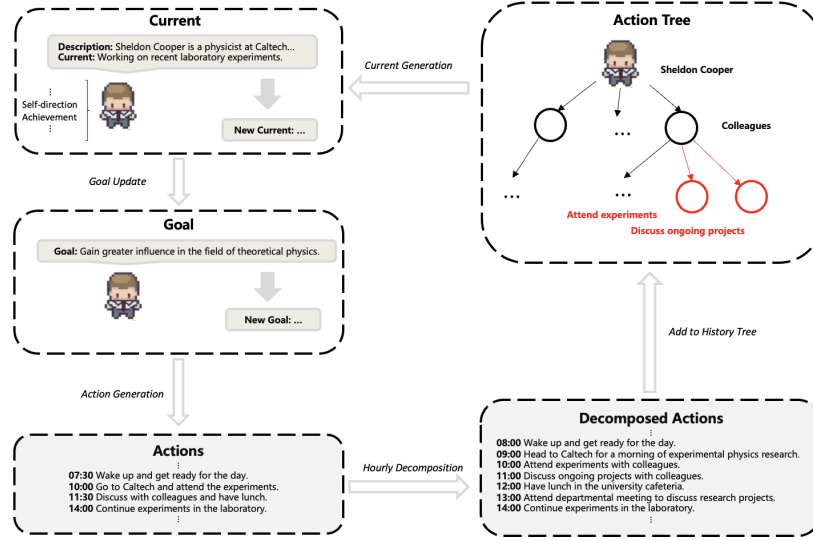 Current
Description: Sheldon Cooper is a physicist at Caltech...
Current: Working on recent laboratory experiments.
⋮
Self-direction
Achievement
⋮
New Current: ...
Current Generation
Action Tree
Sheldon Cooper
Colleagues
...
...
...
Attend experiments
Discuss ongoing projects
Goal Update
Goal
Goal: Gain greater influence in the field of theoretical physics.
New Goal: ...
Add to History Tree
Action Generation
Actions
⋮
07:30 Wake up and get ready for the day.
10:00 Go to Caltech and attend the experiments.
11:30 Discuss with colleagues and have lunch.
14:00 Continue experiments in the laboratory.
⋮
Hourly Decomposition
Decomposed Actions
⋮
08:00 Wake up and get ready for the day.
09:00 Head to Caltech for a morning of experimental physics research.
10:00 Attend experiments with colleagues.
11:00 Discuss ongoing projects with colleagues.
12:00 Have lunch in the university cafeteria.
13:00 Attend departmental meeting to discuss research projects.
14:00 Continue experiments in the laboratory.
⋮